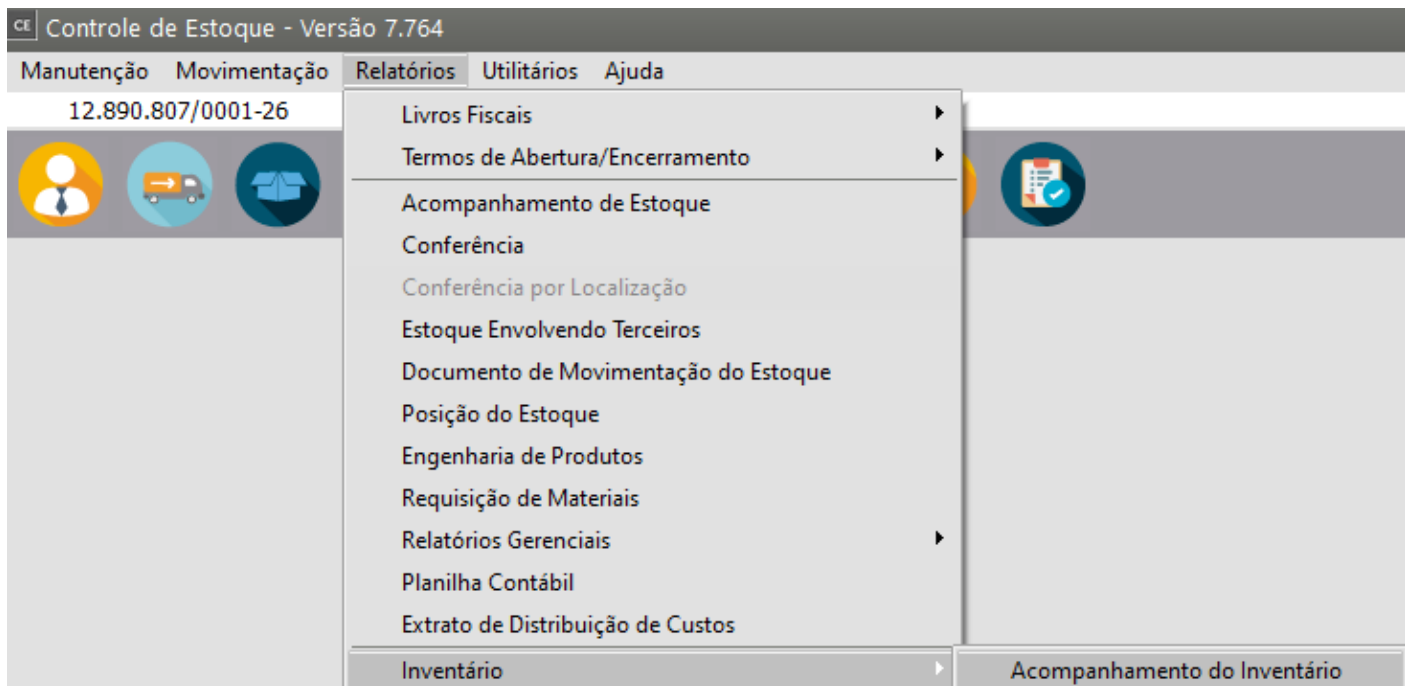 CE Controle de Estoque - Versão 7.764
Manutenção Movimentação Relatórios Utilitários Ajuda
12.890.807/0001-26
Livros Fiscais
Termos de Abertura/Encerramento
Acompanhamento de Estoque
Conferência
Conferência por Localização
Estoque Envolvendo Terceiros
Documento de Movimentação do Estoque
Posição do Estoque
Engenharia de Produtos
Requisição de Materiais
Relatórios Gerenciais
Planilha Contábil
Extrato de Distribuição de Custos
Inventário Acompanhamento do Inventário